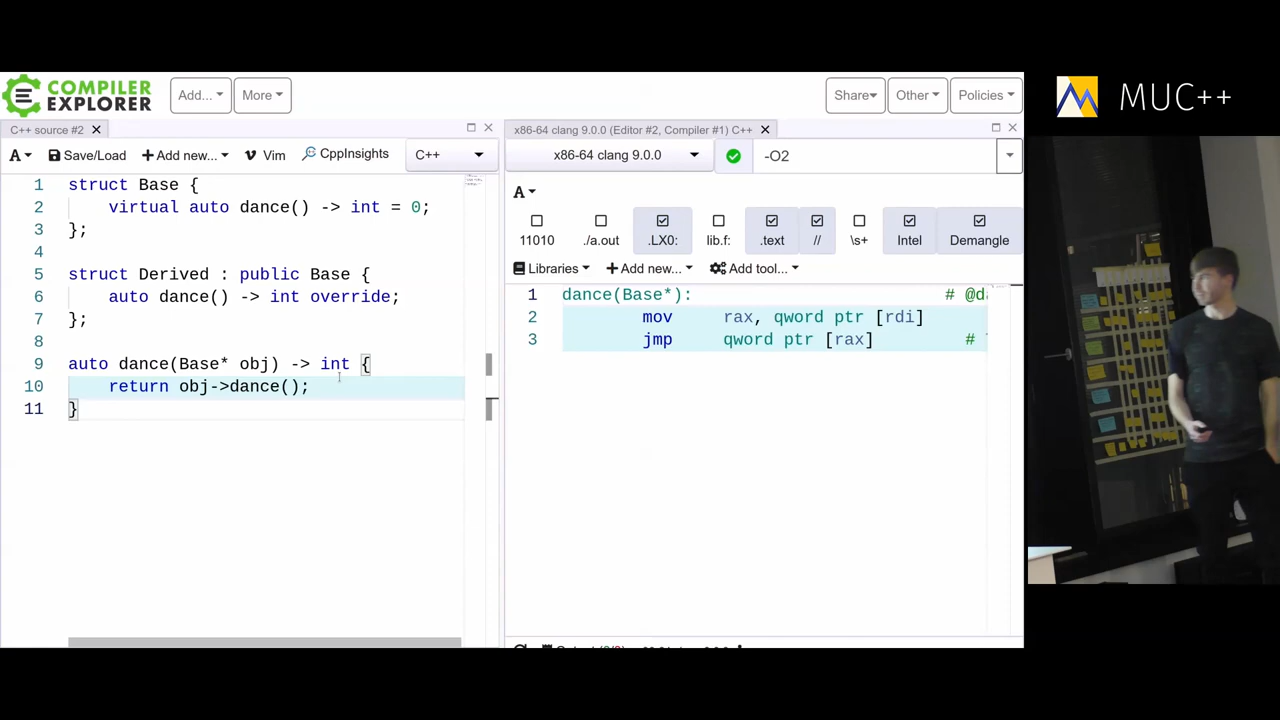 COMPILER
EXPLORER
Add...
More
Share
Other
Policies
MUC++
C++ source #2
x86-64 clang 9.0.0 (Editor #2, Compiler #1) C++
A
Save/Load
Add new...
Vim
CppInsights
C++
x86-64 clang 9.0.0
-O2
A
11010
./a.out
.LX0:
lib.f:
.text
//
\s+
Intel
Demangle
Libraries
Add new...
Add tool...
1 struct Base {
2 virtual auto dance() -> int = 0;
3 };
4
5 struct Derived : public Base {
6 auto dance() -> int override;
7 };
8
9 auto dance(Base* obj) -> int {
10 return obj->dance();
11 }
1 dance(Base*): # @da
2 mov rax, qword ptr [rdi]
3 jmp qword ptr [rax] #